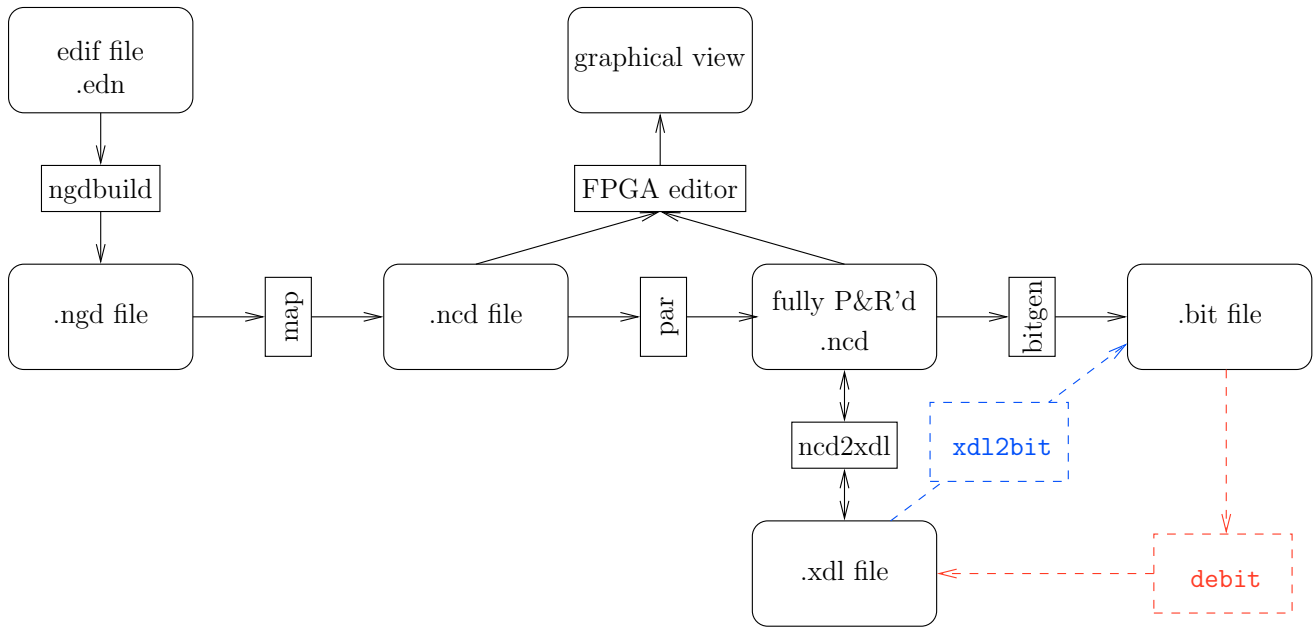 edif file
.edn
graphical view
ngdbuild
FPGA editor
.ngd file
map
.ncd file
par
fully P&R'd
.ncd
bitgen
.bit file
ncd2xdl
xdl2bit
.xdl file
debit